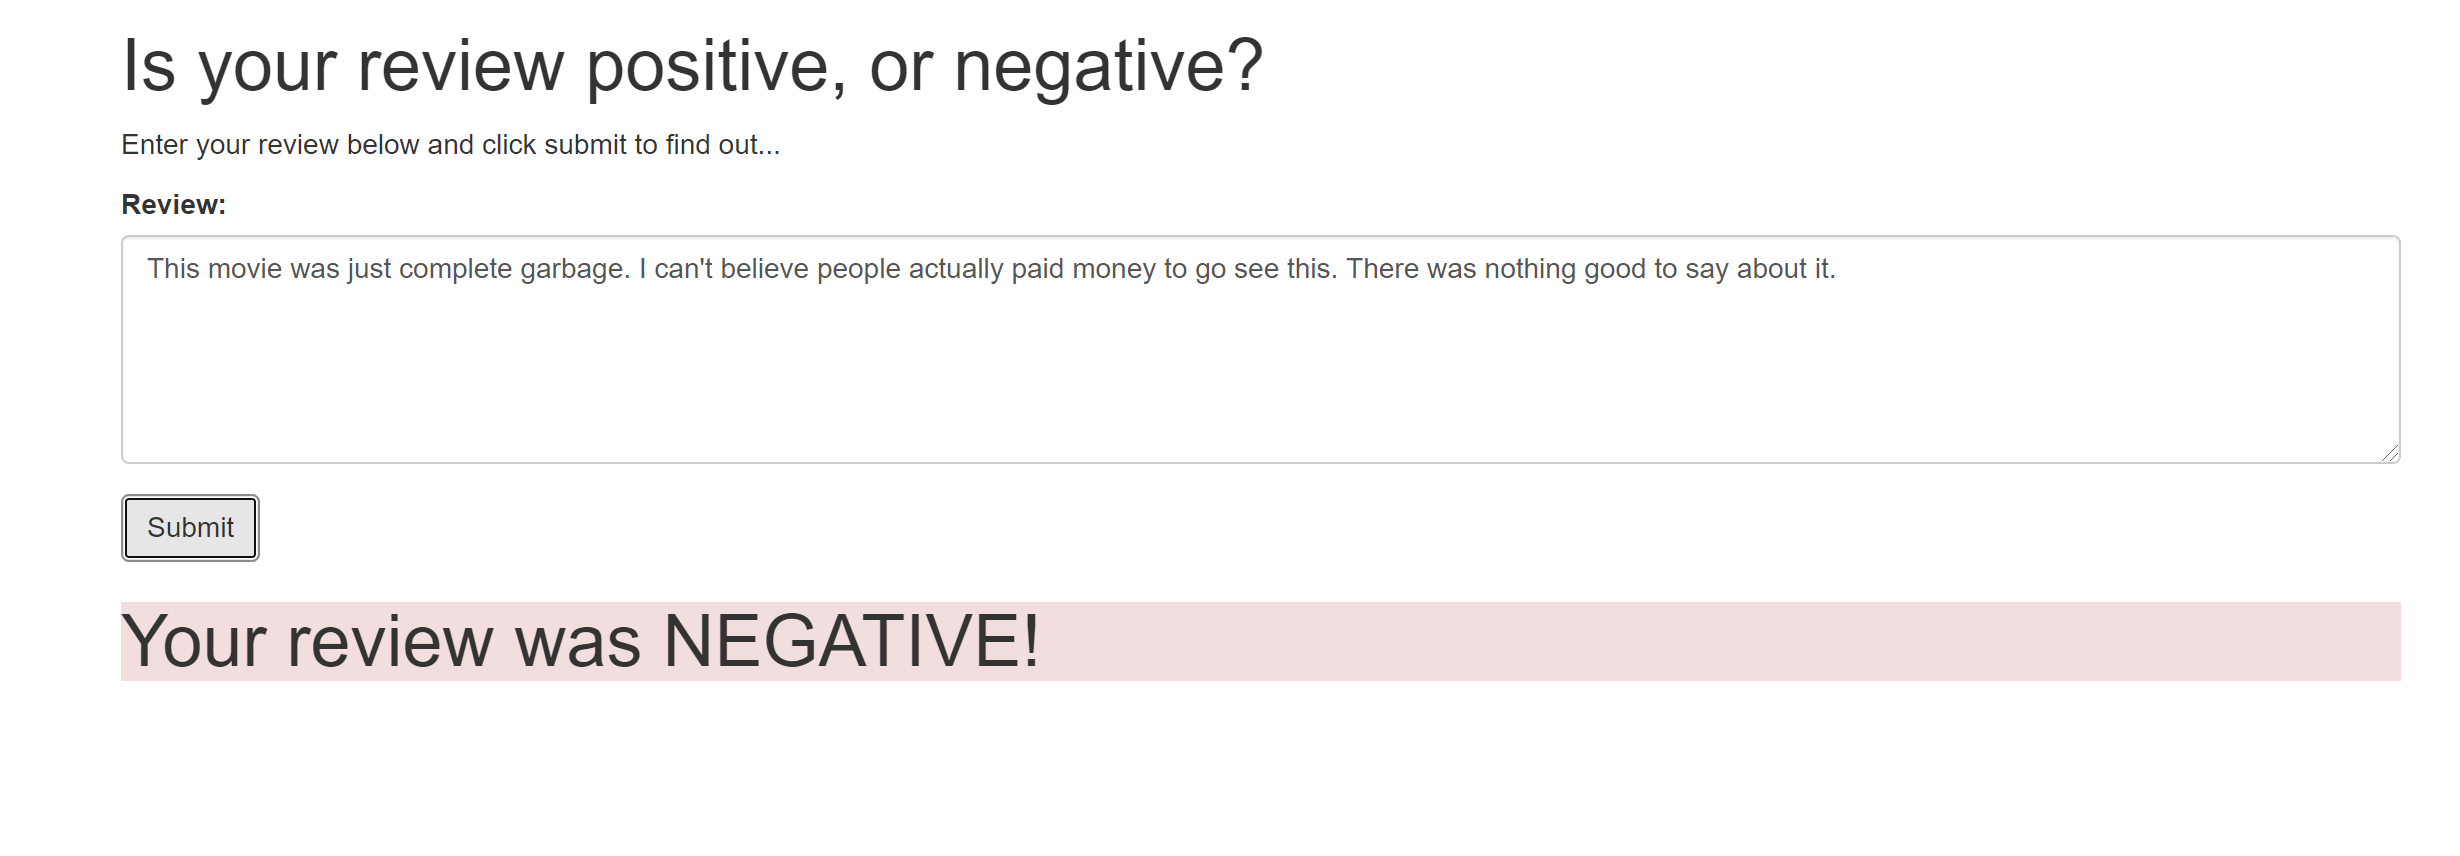 Is your review positive, or negative?
Enter your review below and click submit to find out...
Review:
This movie was just complete garbage. I can't believe people actually paid money to go see this. There was nothing good to say about it.
Submit
Your review was NEGATIVE!